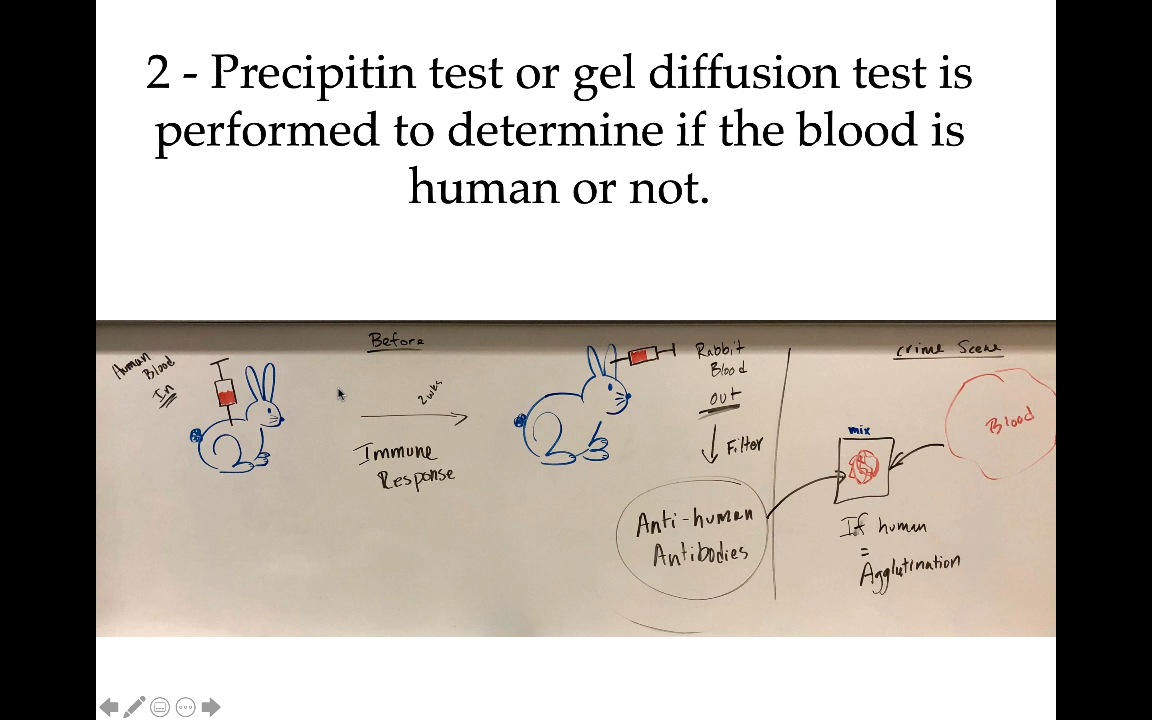 2 - Precipitin test or gel diffusion test is
performed to determine if the blood is
human or not.
Human
Blood
In
Before
2 wks
Immune
Response
Rabbit
Blood
out
Filter
Anti-human
Antibodies
crime Scene
Blood
mix
If human
=
Agglutination